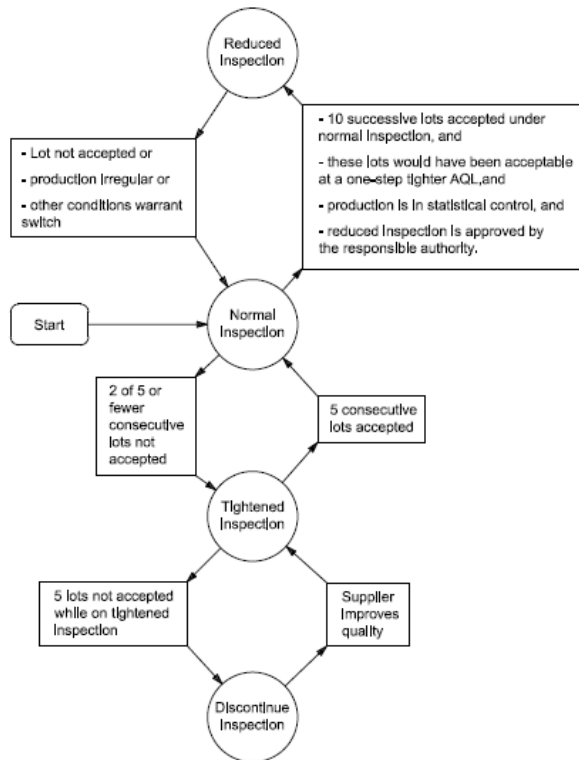 Reduced
Inspection
- Lot not accepted or
- production irregular or
- other conditions warrant
switch
- 10 successive lots accepted under
normal inspection, and
- these lots would have been acceptable
at a one-step tighter AQL,and
- production is in statistical control, and
- reduced inspection is approved by
the responsible authority.
Start
Normal
Inspection
2 of 5 or
fewer
consecutive
lots not
accepted
5 consecutive
lots accepted
Tightened
Inspection
5 lots not accepted
while on tightened
inspection
Supplier
improves
quality
Discontinue
Inspection